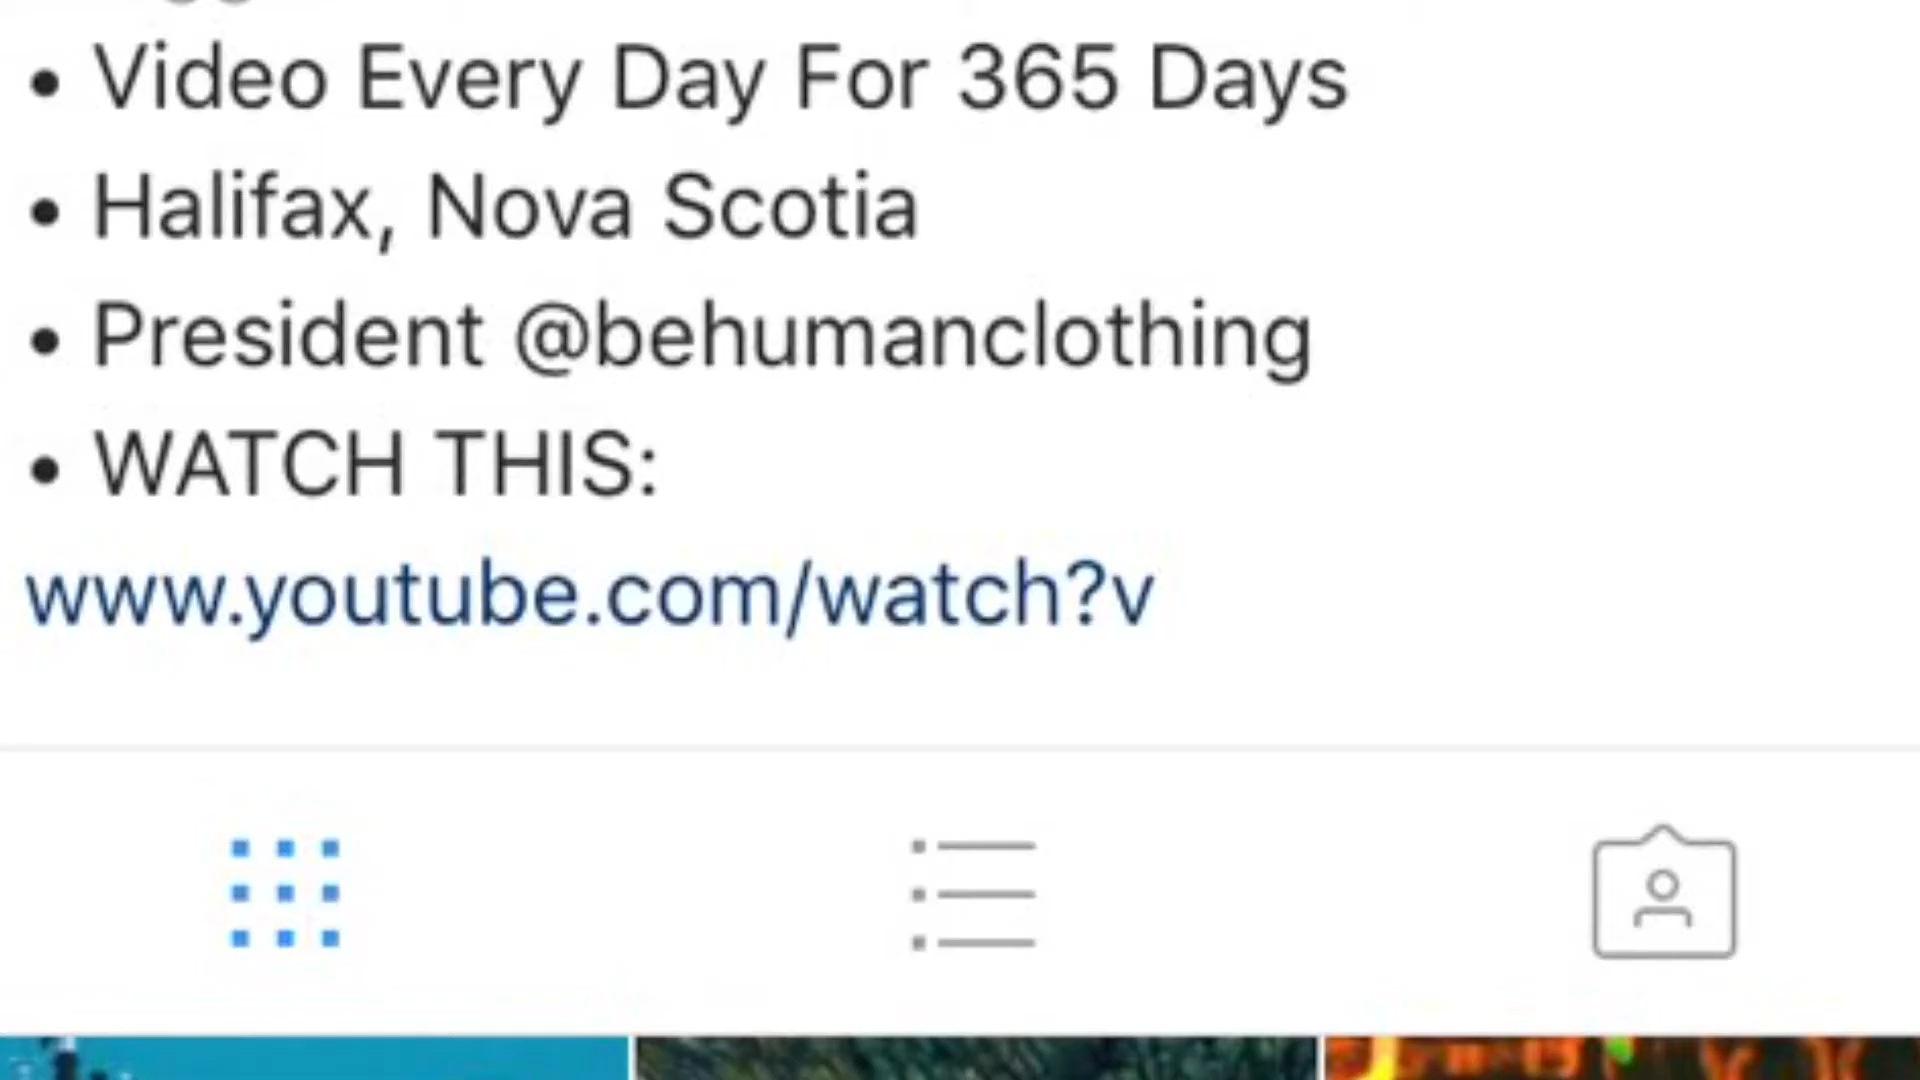 • Video Every Day For 365 Days
• Halifax, Nova Scotia
• President @behumanclothing
• WATCH THIS:
www.youtube.com/watch?v